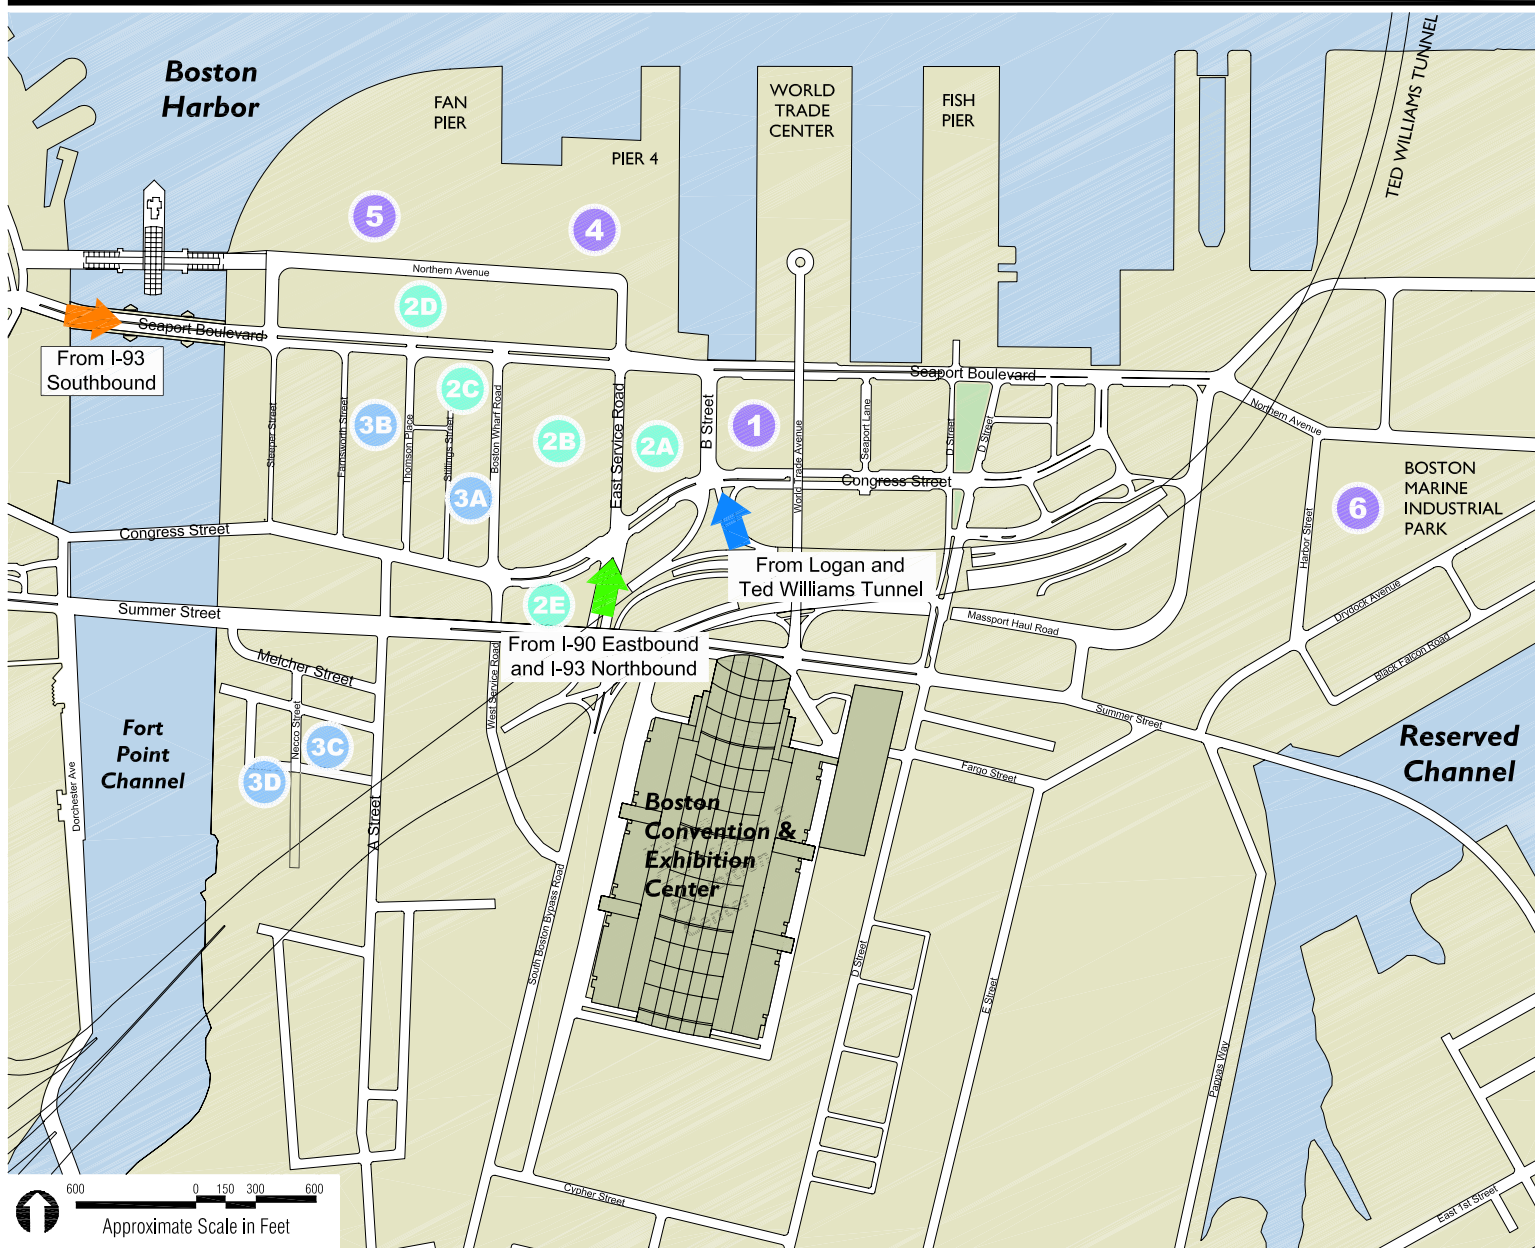 Boston
Harbor
FAN
PIER
PIER 4
WORLD
TRADE
CENTER
FISH
PIER
TED WILLIAMS TUNNEL
TED WILLIAMS TUNNEL
5
4
Northern Avenue
2D
Seaport Boulevard
From I-93
Southbound
Seaport Boulevard
Sleeper Street
Farnsworth Street
3B
Thomson Place
2C
Stillings Street
3A
Boston Wharf Road
2B
East Service Road
2A
B Street
1
World Trade Avenue
Seaport Lane
D Street
D Street
Northern Avenue
Congress Street
BOSTON
MARINE
INDUSTRIAL
PARK
6
Harbor Street
Congress Street
From Logan and
Ted Williams Tunnel
2E
Summer Street
From I-90 Eastbound
and I-93 Northbound
Massport Haul Road
Drydock Avenue
Black Falcon Road
Melcher Street
Necco Street
West Service Road
Summer Street
Fort
Point
Channel
3C
3D
Dorchester Ave
A Street
Reserved
Channel
Fargo Street
Boston
Convention &
Exhibition
Center
South Boston Bypass Road
D Street
E Street
Pappas Way
Cypher Street
East 1st Street
600 0 150 300 600
Approximate Scale in Feet